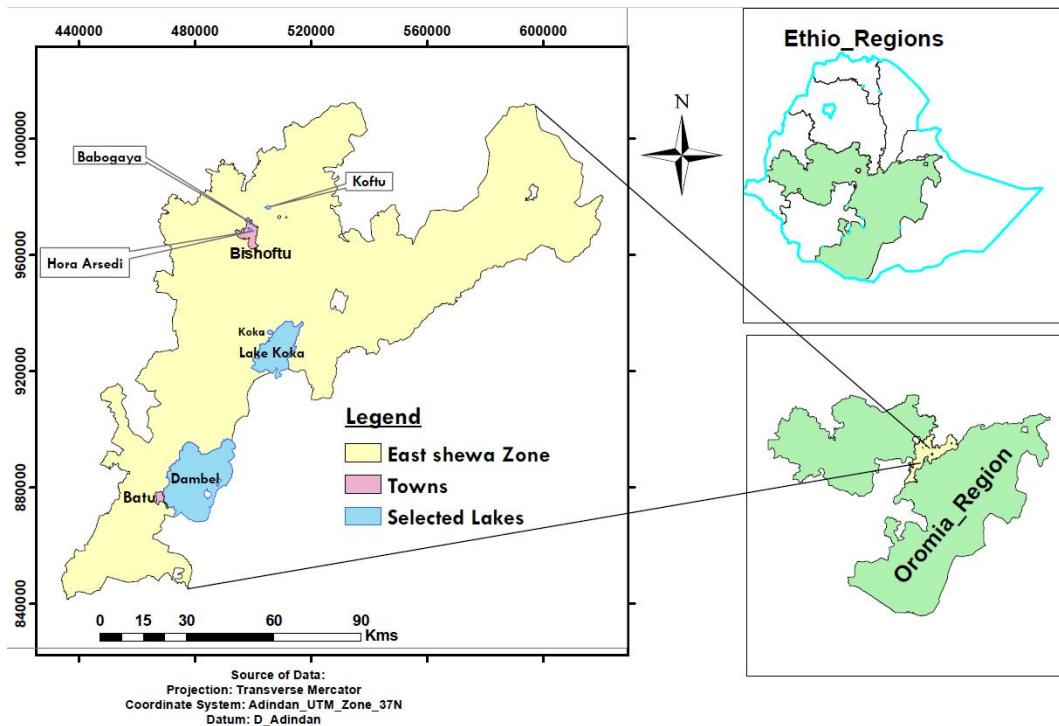 440000 480000 520000 560000 600000
1000000
960000
920000
880000
840000
Babogaya
Koftu
Hora Arsedi
Bishoftu
Koka
Lake Koka
Dambel
Batu
Legend
East shewa Zone
Towns
Selected Lakes
0 15 30 60 90
Kms
Source of Data:
Projection: Transverse Mercator
Coordinate System: Adindan_UTM_Zone_37N
Datum: D_Adindan
N
Ethio_Regions
Oromia_Region